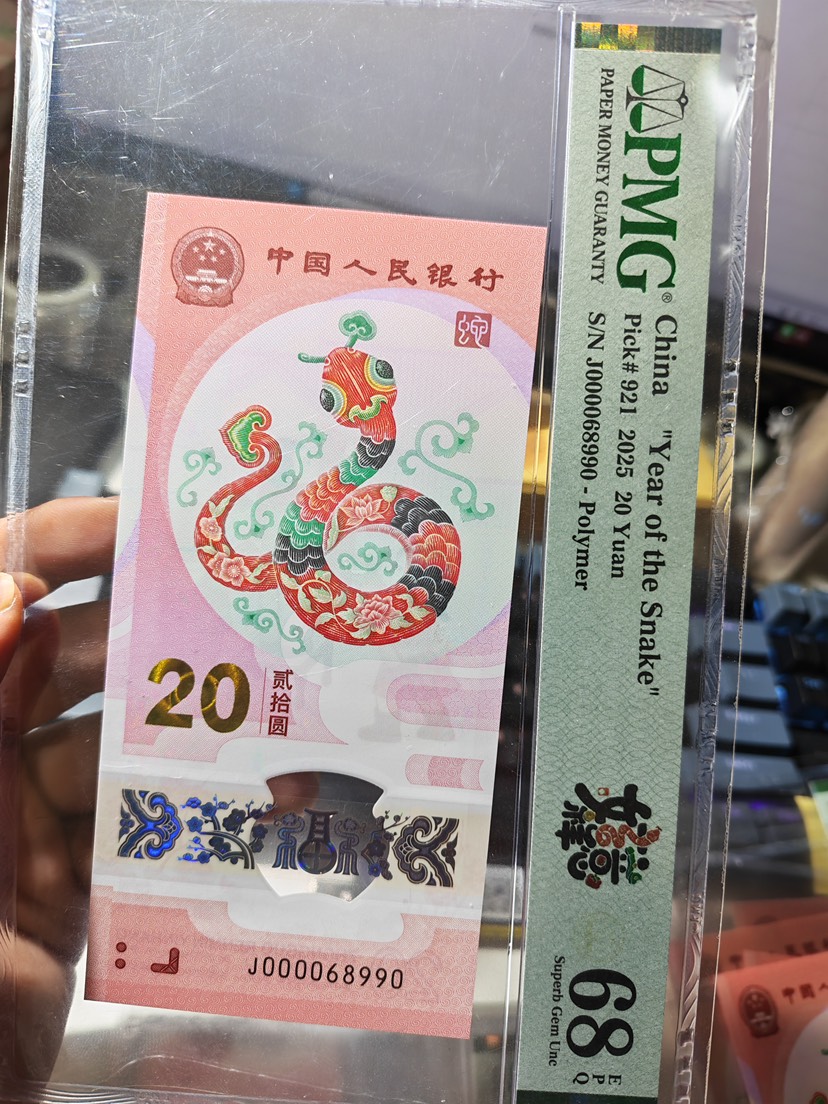 中国人民银行
蛇
20
贰拾圆
J000068990
PMG®
PAPER MONEY GUARANTY
China "Year of the Snake"
Pick# 921 2025 20 Yuan
S/N J000068990 - Polymer
68
EPQ
Superb Gem Unc